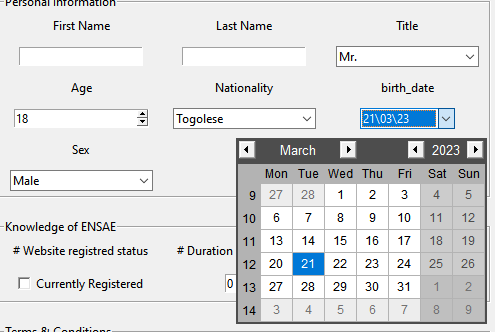 Personal Information
First Name Last Name Title
Mr.
Age Nationality birth_date
18 Togolese 21\03\23
Sex
Male
March 2023
Mon Tue Wed Thu Fri Sat Sun
9 27 28 1 2 3 4 5
10 6 7 8 9 10 11 12
11 13 14 15 16 17 18 19
12 20 21 22 23 24 25 26
13 27 28 29 30 31 1 2
14 3 4 5 6 7 8 9
Knowledge of ENSAE
# Website registred status # Duration
Currently Registered 0
Terms & Conditions